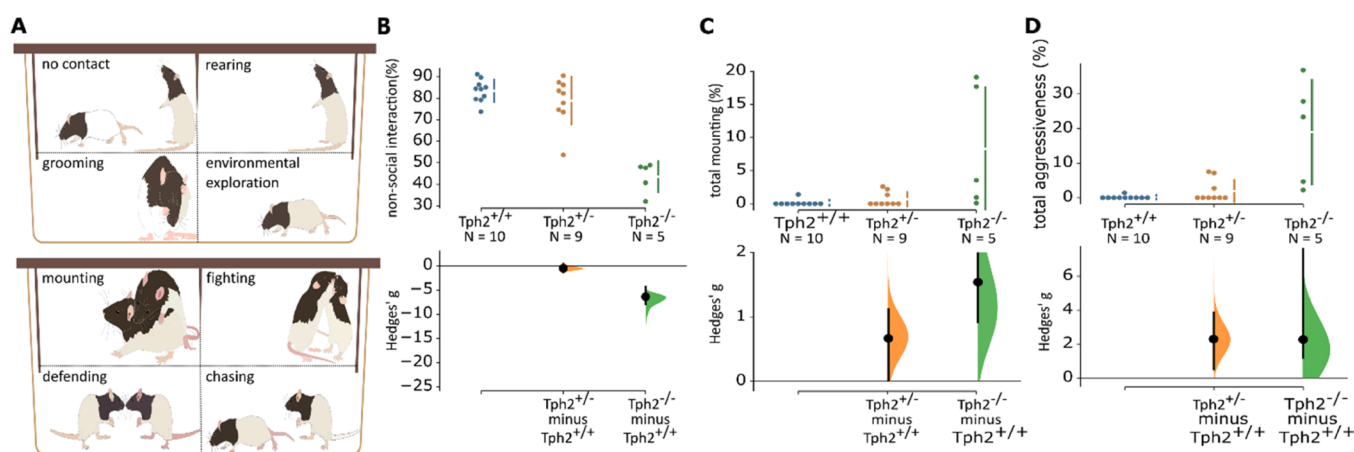 A
no contact
rearing
grooming
environmental
exploration
mounting
fighting
defending
chasing
B
non-social interaction(%)
90
80
70
60
50
40
30
Tph2+/+
N = 10
Tph2+/-
N = 9
Tph2-/-
N = 5
Hedges' g
0
−5
−10
−15
−20
−25
Tph2+/-
minus
Tph2+/+
Tph2-/-
minus
Tph2+/+
C
total mounting (%)
20
15
10
5
0
Tph2+/+
N = 10
Tph2+/-
N = 9
Tph2-/-
N = 5
Hedges' g
2
1
0
Tph2+/-
minus
Tph2+/+
Tph2-/-
minus
Tph2+/+
D
total aggressiveness (%)
30
20
10
0
Tph2+/+
N = 10
Tph2+/-
N = 9
Tph2-/-
N = 5
Hedges' g
6
4
2
0
Tph2+/-
minus
Tph2+/+
Tph2-/-
minus
Tph2+/+